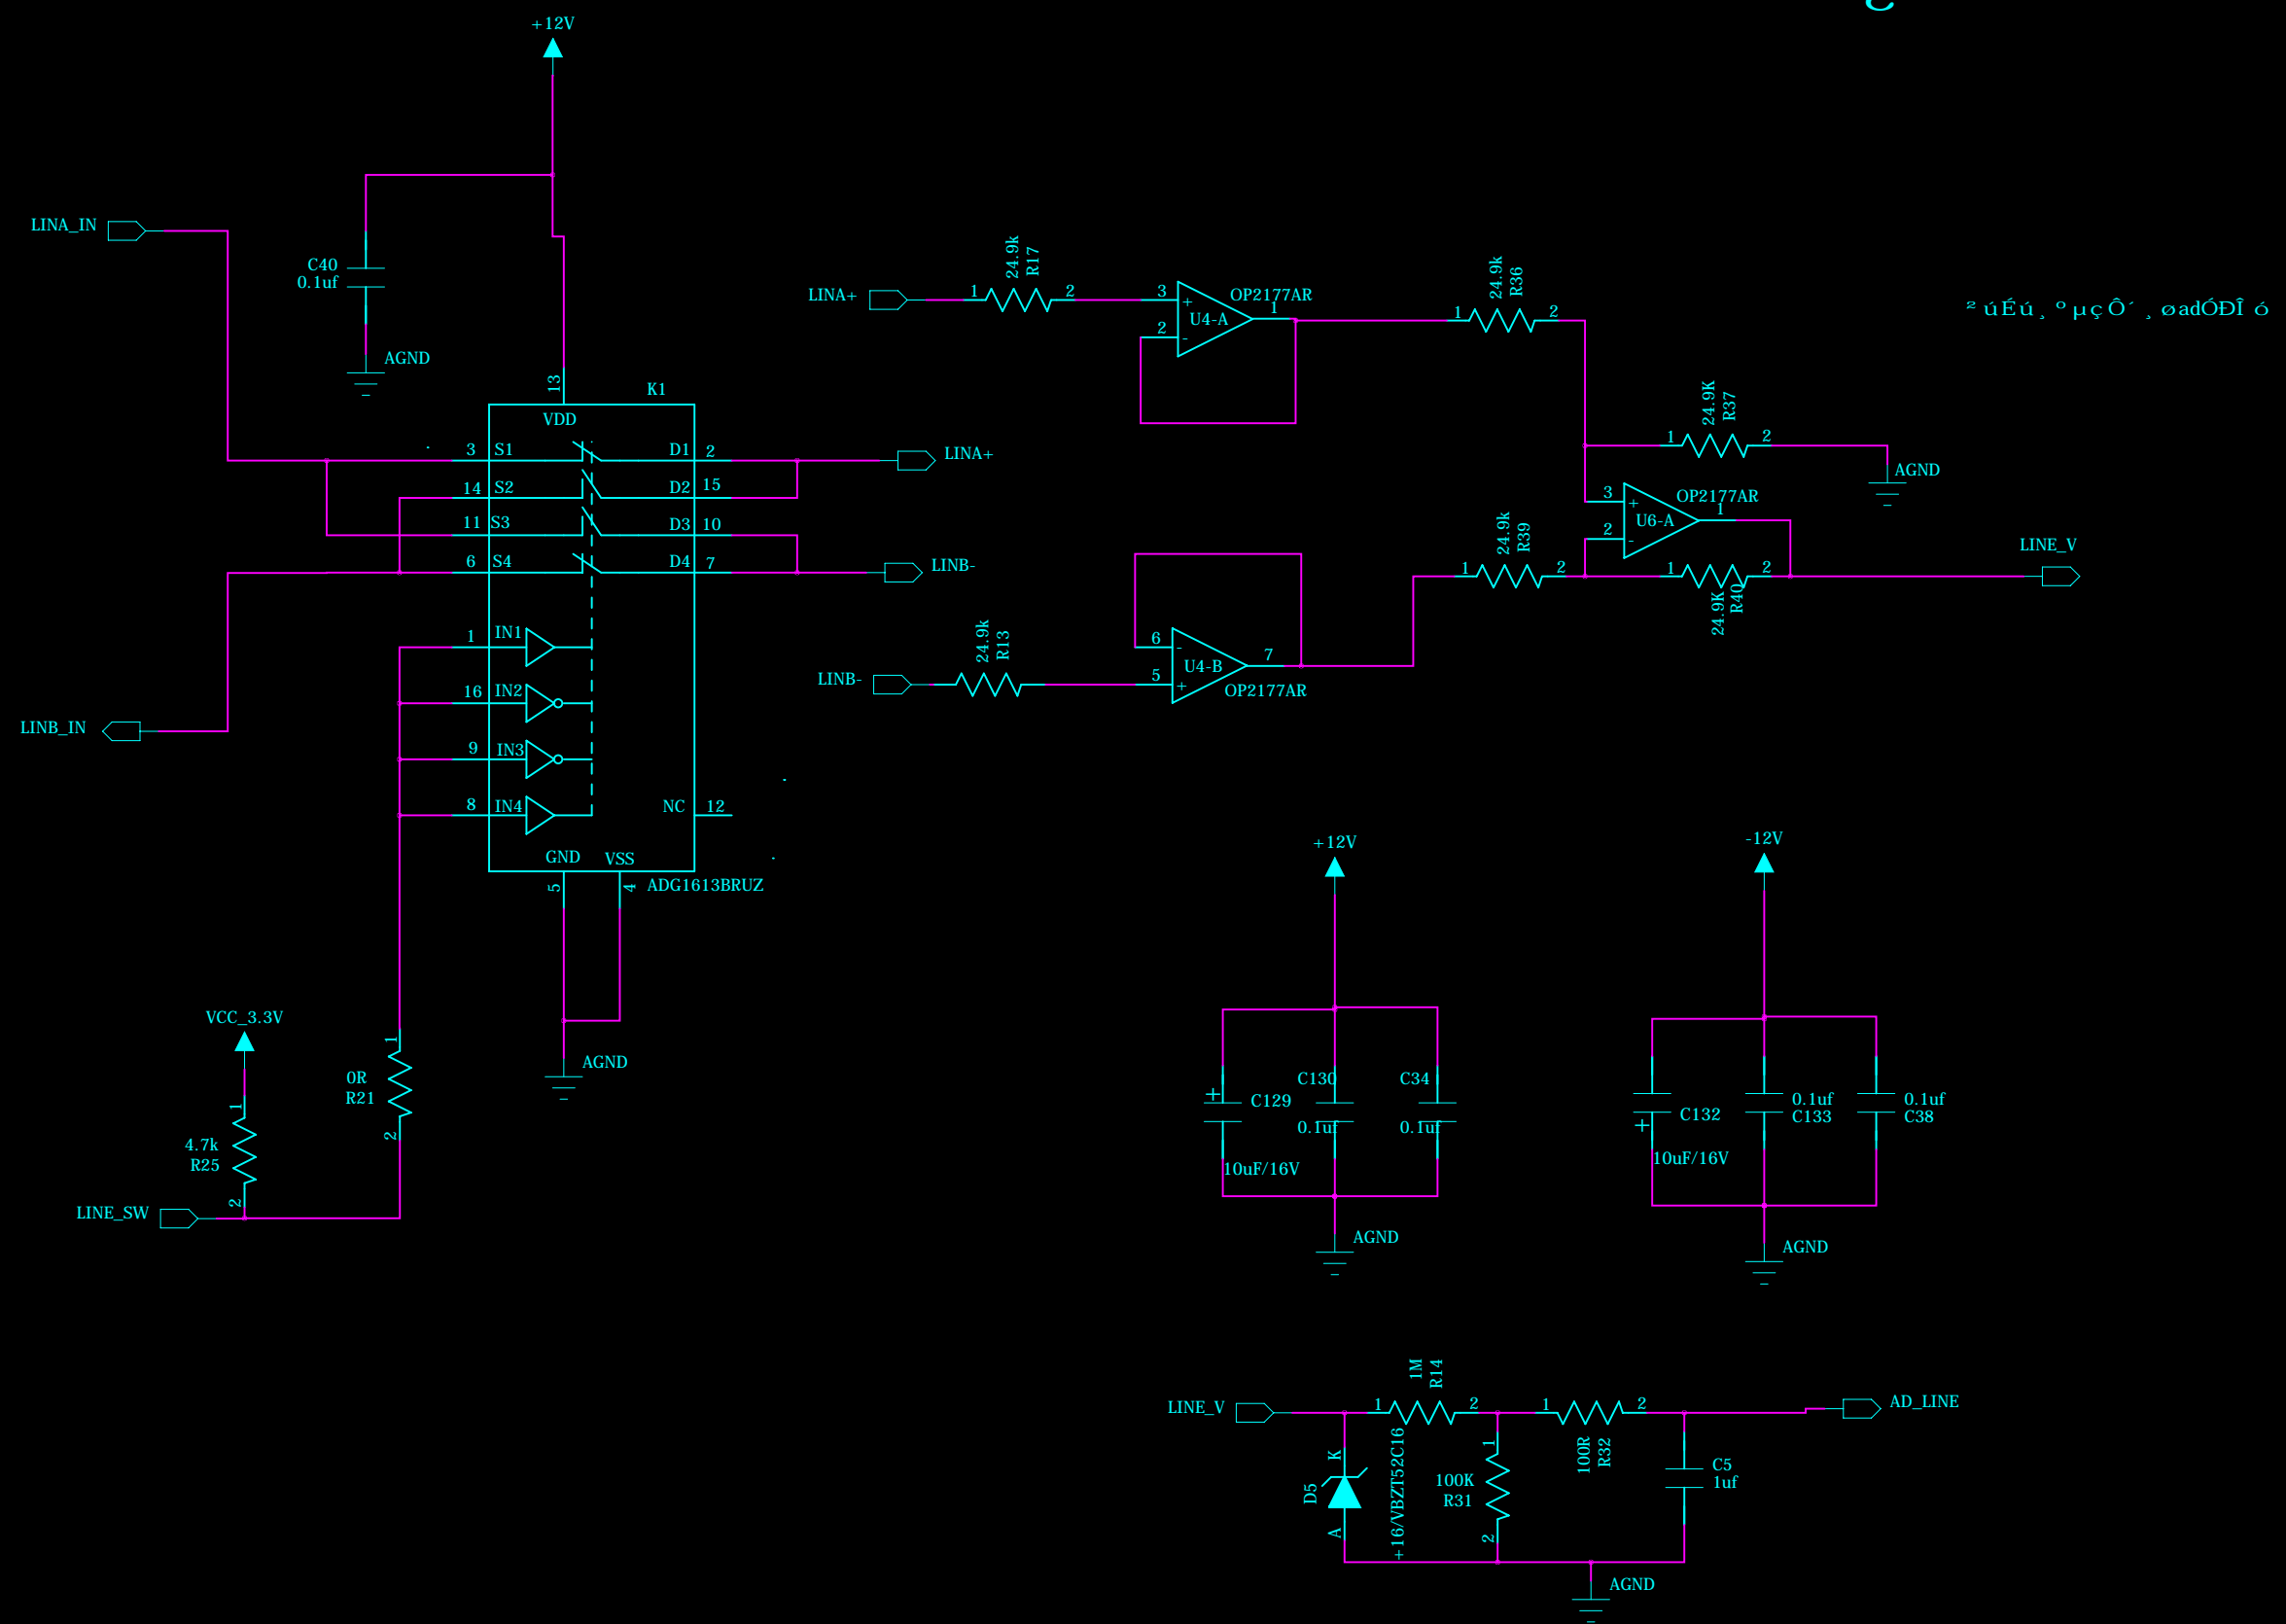 +12V
LINA_IN
C40
0.1uf
AGND
13
K1
VDD
3 S1 D1 2
LINA+
14 S2 D2 15
11 S3 D3 10
6 S4 D4 7
LINB-
1 IN1
16 IN2
LINB_IN
9 IN3
8 IN4
NC 12
GND VSS
5 4
ADG1613BRUZ
AGND
VCC_3.3V
1
0R
R21
2
1
4.7k
R25
2
LINE_SW
LINA+
1
24.9k
R17
2
3
+
U4-A
OP2177AR
1
2
-
1
24.9k
R36
2
² úÉú¸ºµçÔ´¸øadÓÐÎ ó
1
24.9K
R37
2
AGND
3
+
U6-A
OP2177AR
1
2
-
1
24.9k
R39
2
1
24.9K
R40
2
LINE_V
LINB-
24.9k
R13
6
-
U4-B
7
5
+
OP2177AR
+12V
+
C129
10uF/16V
C130
0.1uf
C34
0.1uf
AGND
-12V
+
C132
10uF/16V
0.1uf
C133
0.1uf
C38
AGND
LINE_V
1
1M
R14
2
1
100R
R32
2
AD_LINE
D5
K
A
+16/VBZT52C16
1
100K
R31
2
C5
1uf
AGND